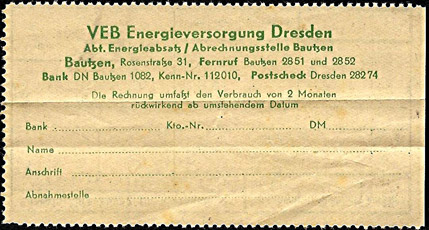 VEB Energieversorgung Dresden
Abt. Energieabsatz / Abrechnungsstelle Bautzen
Bautzen, Rosenstraße 31, Fernruf Bautzen 2851 und 2852
Bank DN Bautzen 1082, Kenn-Nr. 112010, Postscheck Dresden 28274
Die Rechnung umfaßt den Verbrauch von 2 Monaten
rückwirkend ab umstehendem Datum
Bank Kto.-Nr. DM
Name
Anschrift
Abnahmestelle